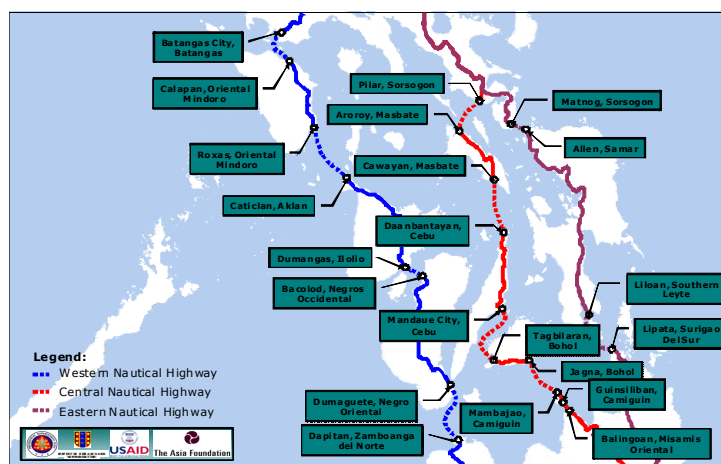 Batangas City,
Batangas
Calapan, Oriental
Mindoro
Pilar, Sorsogon
Matnog, Sorsogon
Aroroy, Masbate
Allen, Samar
Roxas, Oriental
Mindoro
Cawayan, Masbate
Caticlan, Aklan
Daanbantayan,
Cebu
Dumangas, Iloilo
Bacolod, Negros
Occidental
Liloan, Southern
Leyte
Mandaue City,
Cebu
Tagbilaran,
Bohol
Lipata, Surigao
Del Sur
Legend:
Western Nautical Highway
Central Nautical Highway
Eastern Nautical Highway
Jagna, Bohol
Dumaguete, Negro
Oriental
Mambajao,
Camiguin
Guinsiliban,
Camiguin
Dapitan, Zamboanga
del Norte
Balingoan, Misamis
Oriental
USAID
The Asia Foundation